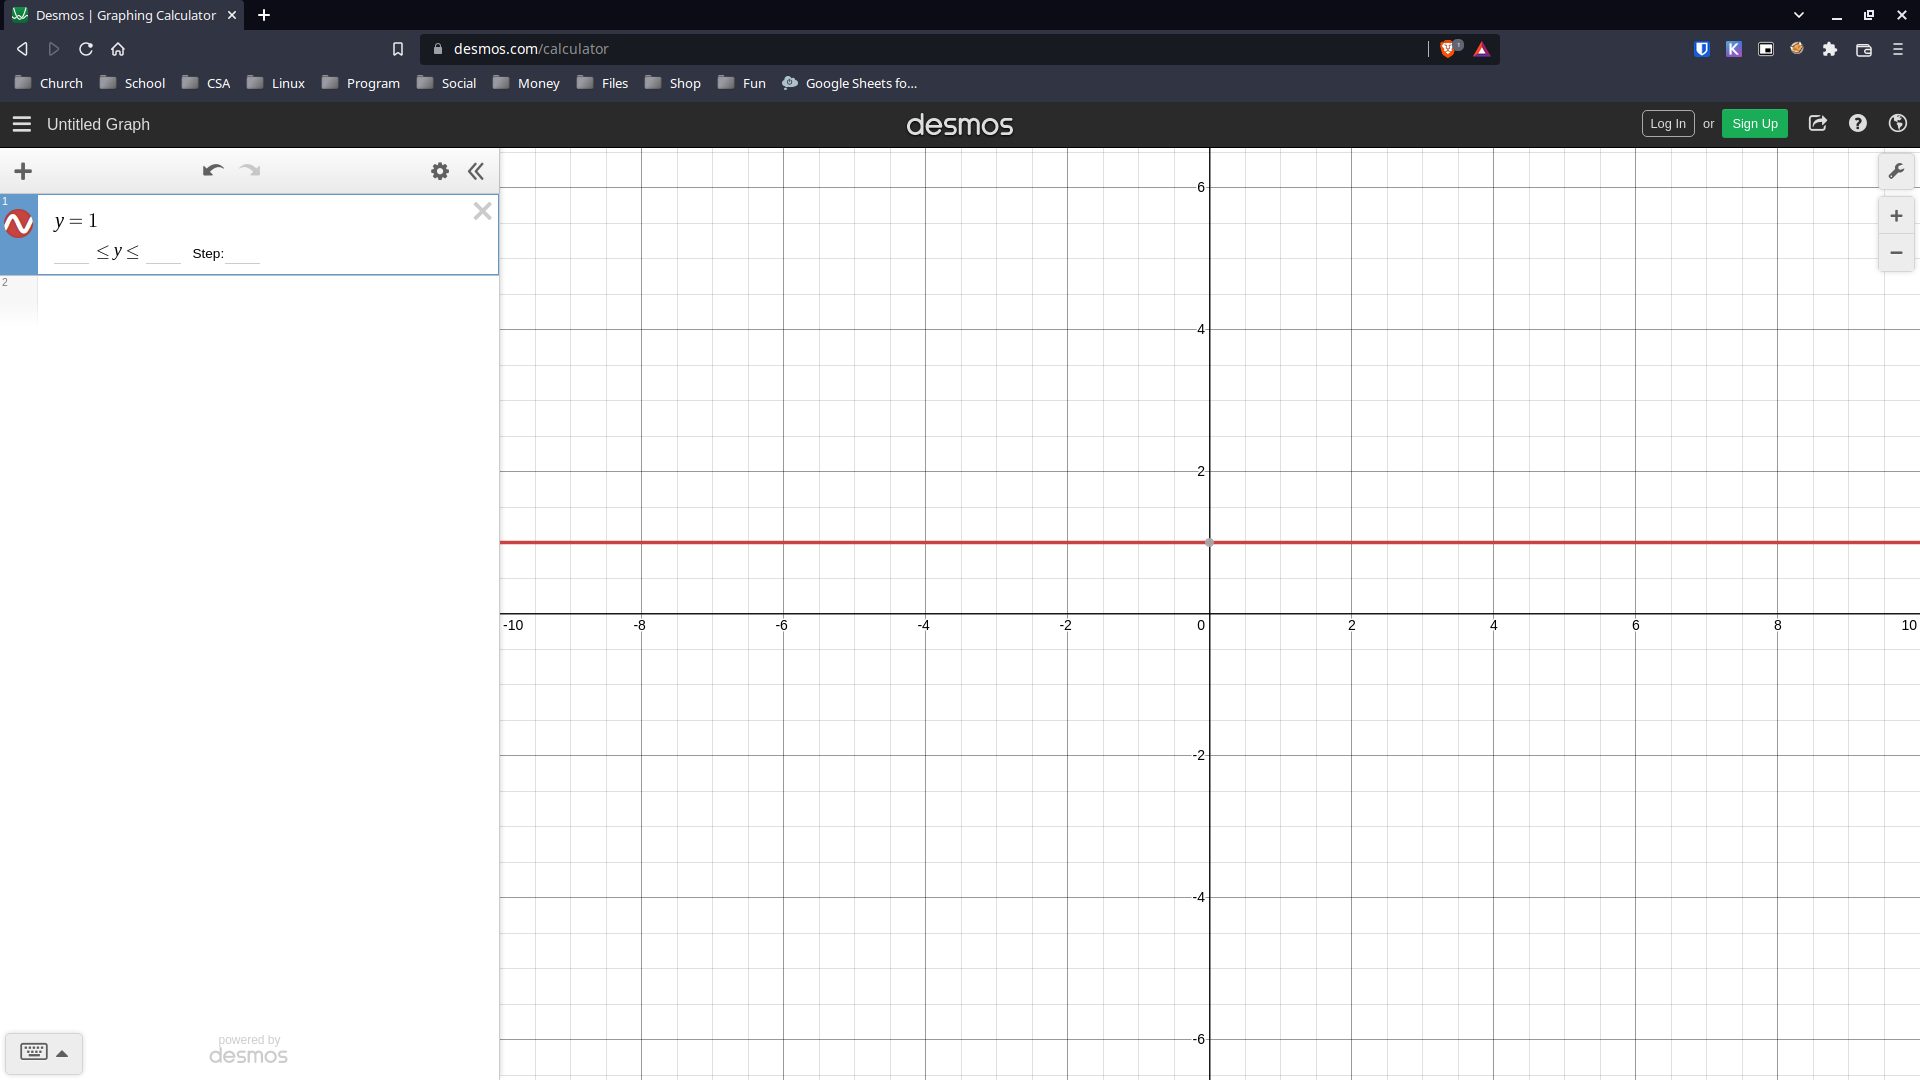 Desmos | Graphing Calculator
desmos.com/calculator
1
K
Church School CSA Linux Program Social Money Files Shop Fun Google Sheets fo...
Untitled Graph
desmos
Log In or Sign Up
1
y = 1
≤ y ≤ Step:
2
6
4
2
-10 -8 -6 -4 -2 0 2 4 6 8 10
-2
-4
-6
powered by
desmos